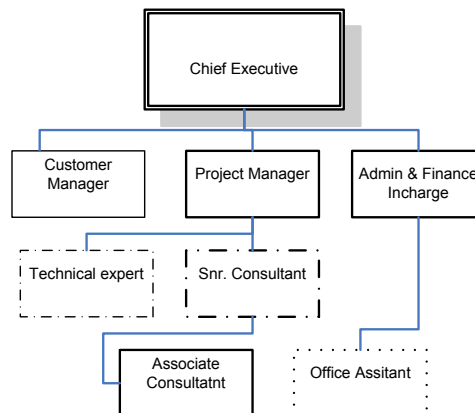 Chief Executive
Customer
Manager
Project Manager
Admin & Finance
Incharge
Technical expert
Snr. Consultant
Associate
Consultatnt
Office Assitant